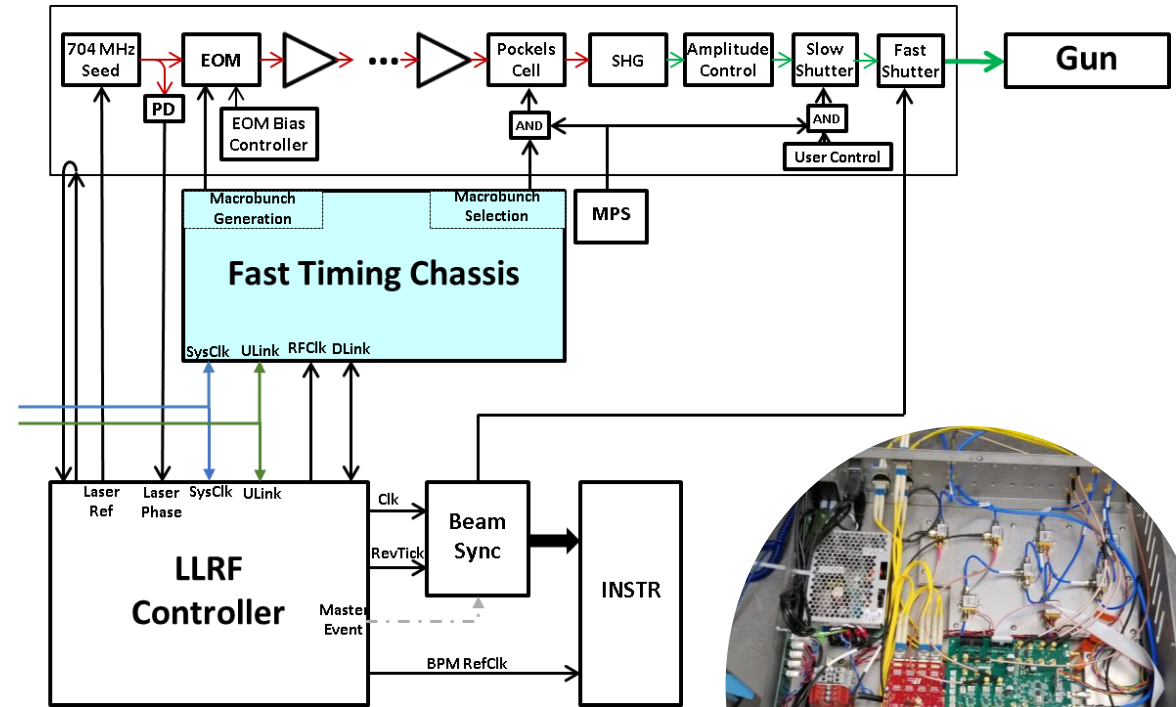 704 MHz
Seed
EOM
...
Pockels
Cell
SHG
Amplitude
Control
Slow
Shutter
Fast
Shutter
Gun
PD
EOM Bias
Controller
AND
AND
User Control
Macrobunch
Generation
Macrobunch
Selection
MPS
Fast Timing Chassis
SysClk
ULink
RFClk
DLink
Laser
Ref
Laser
Phase
SysClk
ULink
Clk
RevTick
Beam
Sync
LLRF
Controller
Master
Event
INSTR
BPM RefClk